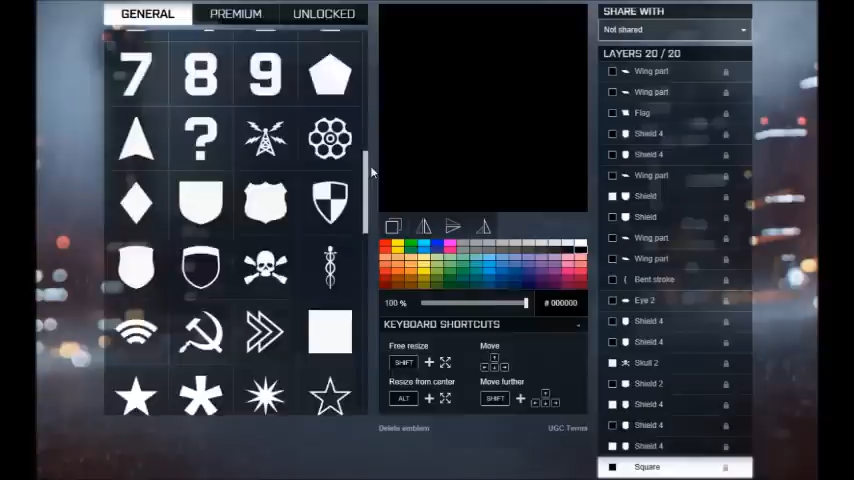 GENERAL
PREMIUM
UNLOCKED
7
8
9
?
100 %
# 000000
KEYBOARD SHORTCUTS
Free resize
SHIFT
+
Move
Resize from center
ALT
+
Move further
SHIFT
+
Delete emblem
UGC Terms
SHARE WITH
Not shared
LAYERS 20 / 20
Wing part
Wing part
Flag
Shield 4
Shield 4
Wing part
Shield
Shield
Wing part
Wing part
Bent stroke
Eye 2
Shield 4
Shield 4
Skull 2
Shield 2
Shield 4
Shield 4
Shield 4
Square